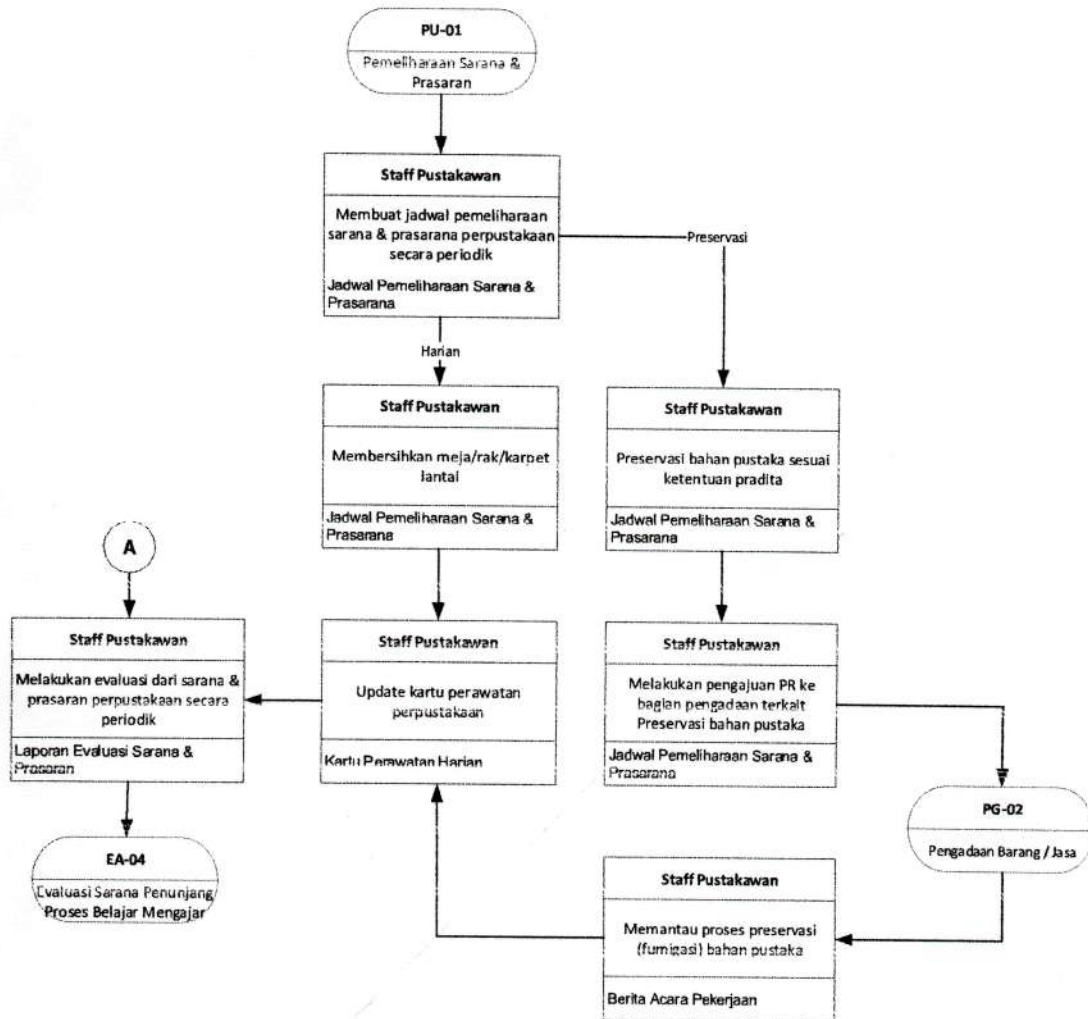 PU-01
Pemeliharaan Sarana &
Prasaran
Staff Pustakawan
Membuat jadwal pemeliharaan
sarana & prasarana perpustakaan
secara periodik
Jadwal Pemeliharaan Sarana &
Prasarana
Preservasi
Harian
Staff Pustakawan
Membersihkan meja/rak/karpet
lantai
Jadwal Pemeliharaan Sarana &
Prasarana
Staff Pustakawan
Preservasi bahan pustaka sesuai
ketentuan pradita
Jadwal Pemeliharaan Sarana &
Prasarana
A
Staff Pustakawan
Melakukan evaluasi dari sarana &
prasaran perpustakaan secara
periodik
Laporan Evaluasi Sarana &
Prasaran
Staff Pustakawan
Update kartu perawatan
perpustakaan
Kartu Perawatan Harian
Staff Pustakawan
Melakukan pengajuan PR ke
bagian pengadaan terkait
Preservasi bahan pustaka
Jadwal Pemeliharaan Sarana &
Prasarana
PG-02
Pengadaan Barang / Jasa
EA-04
Evaluasi Sarana Penunjang
Proses Belajar Mengajar
Staff Pustakawan
Memantau proses preservasi
(fumigasi) bahan pustaka
Berita Acara Pekerjaan